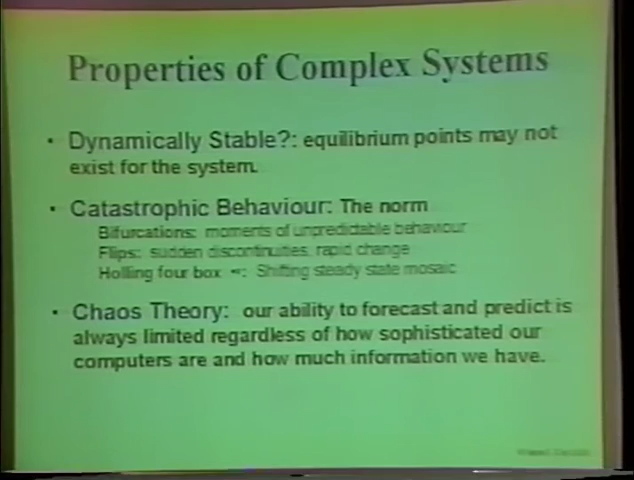 Properties of Complex Systems
• Dynamically Stable?: equilibrium points may not
exist for the system.
• Catastrophic Behaviour: The norm
Bifurcations: moments of unpredictable behaviour
Flips: sudden discontinuities, rapid change
Holling four box : Shifting steady state mosaic
• Chaos Theory: our ability to forecast and predict is
always limited regardless of how sophisticated our
computers are and how much information we have.